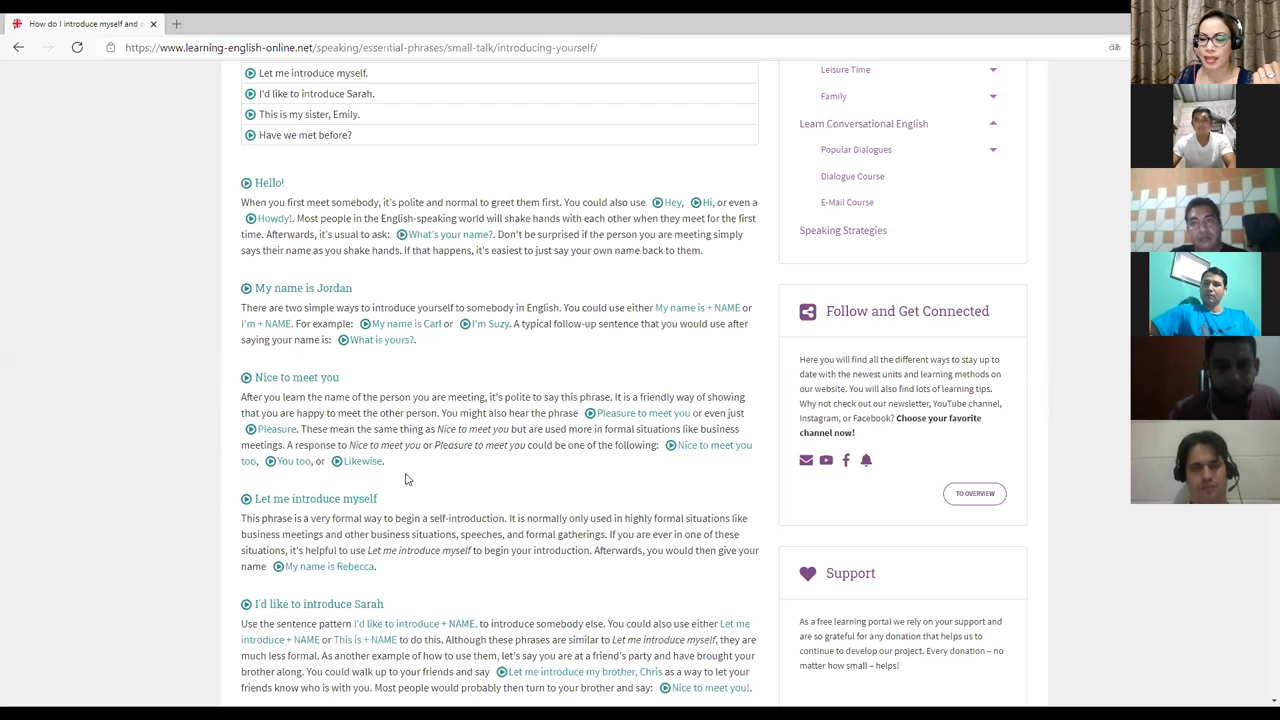 How do I introduce myself and
https://www.learning-english-online.net/speaking/essential-phrases/small-talk/introducing-yourself/
Let me introduce myself.
I'd like to introduce Sarah.
This is my sister, Emily.
Have we met before?
Hello!
When you first meet somebody, it's polite and normal to greet them first. You could also use Hey, Hi, or even a
Howdy!. Most people in the English-speaking world will shake hands with each other when they meet for the first
time. Afterwards, it's usual to ask: What's your name?. Don't be surprised if the person you are meeting simply
says their name as you shake hands. If that happens, it's easiest to just say your own name back to them.
My name is Jordan
There are two simple ways to introduce yourself to somebody in English. You could use either My name is + NAME or
I'm + NAME. For example: My name is Carl or I'm Suzy. A typical follow-up sentence that you would use after
saying your name is: What is yours?.
Nice to meet you
After you learn the name of the person you are meeting, it's polite to say this phrase. It is a friendly way of showing
that you are happy to meet the other person. You might also hear the phrase Pleasure to meet you or even just
Pleasure. These mean the same thing as Nice to meet you but are used more in formal situations like business
meetings. A response to Nice to meet you or Pleasure to meet you could be one of the following: Nice to meet you
too, You too, or Likewise.
Let me introduce myself
This phrase is a very formal way to begin a self-introduction. It is normally only used in highly formal situations like
business meetings and other business situations, speeches, and formal gatherings. If you are ever in one of these
situations, it's helpful to use Let me introduce myself to begin your introduction. Afterwards, you would then give your
name My name is Rebecca.
I'd like to introduce Sarah
Use the sentence pattern I'd like to introduce + NAME. to introduce somebody else. You could also use either Let me
introduce + NAME or This is + NAME to do this. Although these phrases are similar to Let me introduce myself, they are
much less formal. As another example of how to use them, let's say you are at a friend's party and have brought your
brother along. You could walk up to your friends and say Let me introduce my brother, Chris as a way to let your
friends know who is with you. Most people would probably then turn to your brother and say: Nice to meet you!.
Leisure Time
Family
Learn Conversational English
Popular Dialogues
Dialogue Course
E-Mail Course
Speaking Strategies
Follow and Get Connected
Here you will find all the different ways to stay up to
date with the newest units and learning methods on
our website. You will also find lots of learning tips.
Why not check out our newsletter, YouTube channel,
Instagram, or Facebook? Choose your favorite
channel now!
TO OVERVIEW
Support
As a free learning portal we rely on your support and
are so grateful for any donation that helps us to
continue to develop our project. Every donation – no
matter how small – helps!